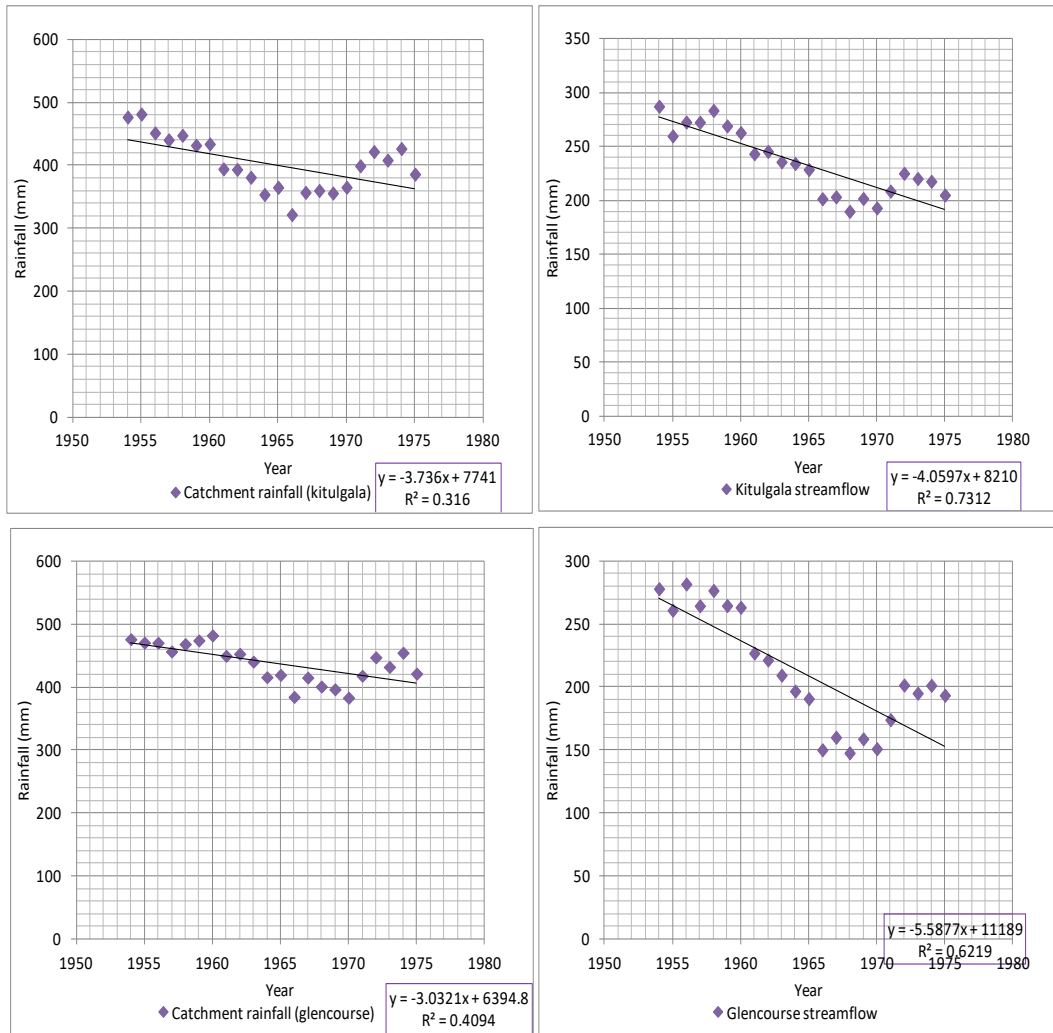 600
500
400
300
200
100
0
Rainfall (mm)
1950 1955 1960 1965 1970 1975 1980
Year
Catchment rainfall (kitulgala)
y = -3.736x + 7741
R² = 0.316
350
300
250
200
150
100
50
0
Rainfall (mm)
1950 1955 1960 1965 1970 1975 1980
Year
Kitulgala streamflow
y = -4.0597x + 8210
R² = 0.7312
600
500
400
300
200
100
0
Rainfall (mm)
1950 1955 1960 1965 1970 1975 1980
Year
Catchment rainfall (glencourse)
y = -3.0321x + 6394.8
R² = 0.4094
300
250
200
150
100
50
0
Rainfall (mm)
1950 1955 1960 1965 1970 1975 1980
Year
Glencourse streamflow
y = -5.5877x + 11189
R² = 0.6219